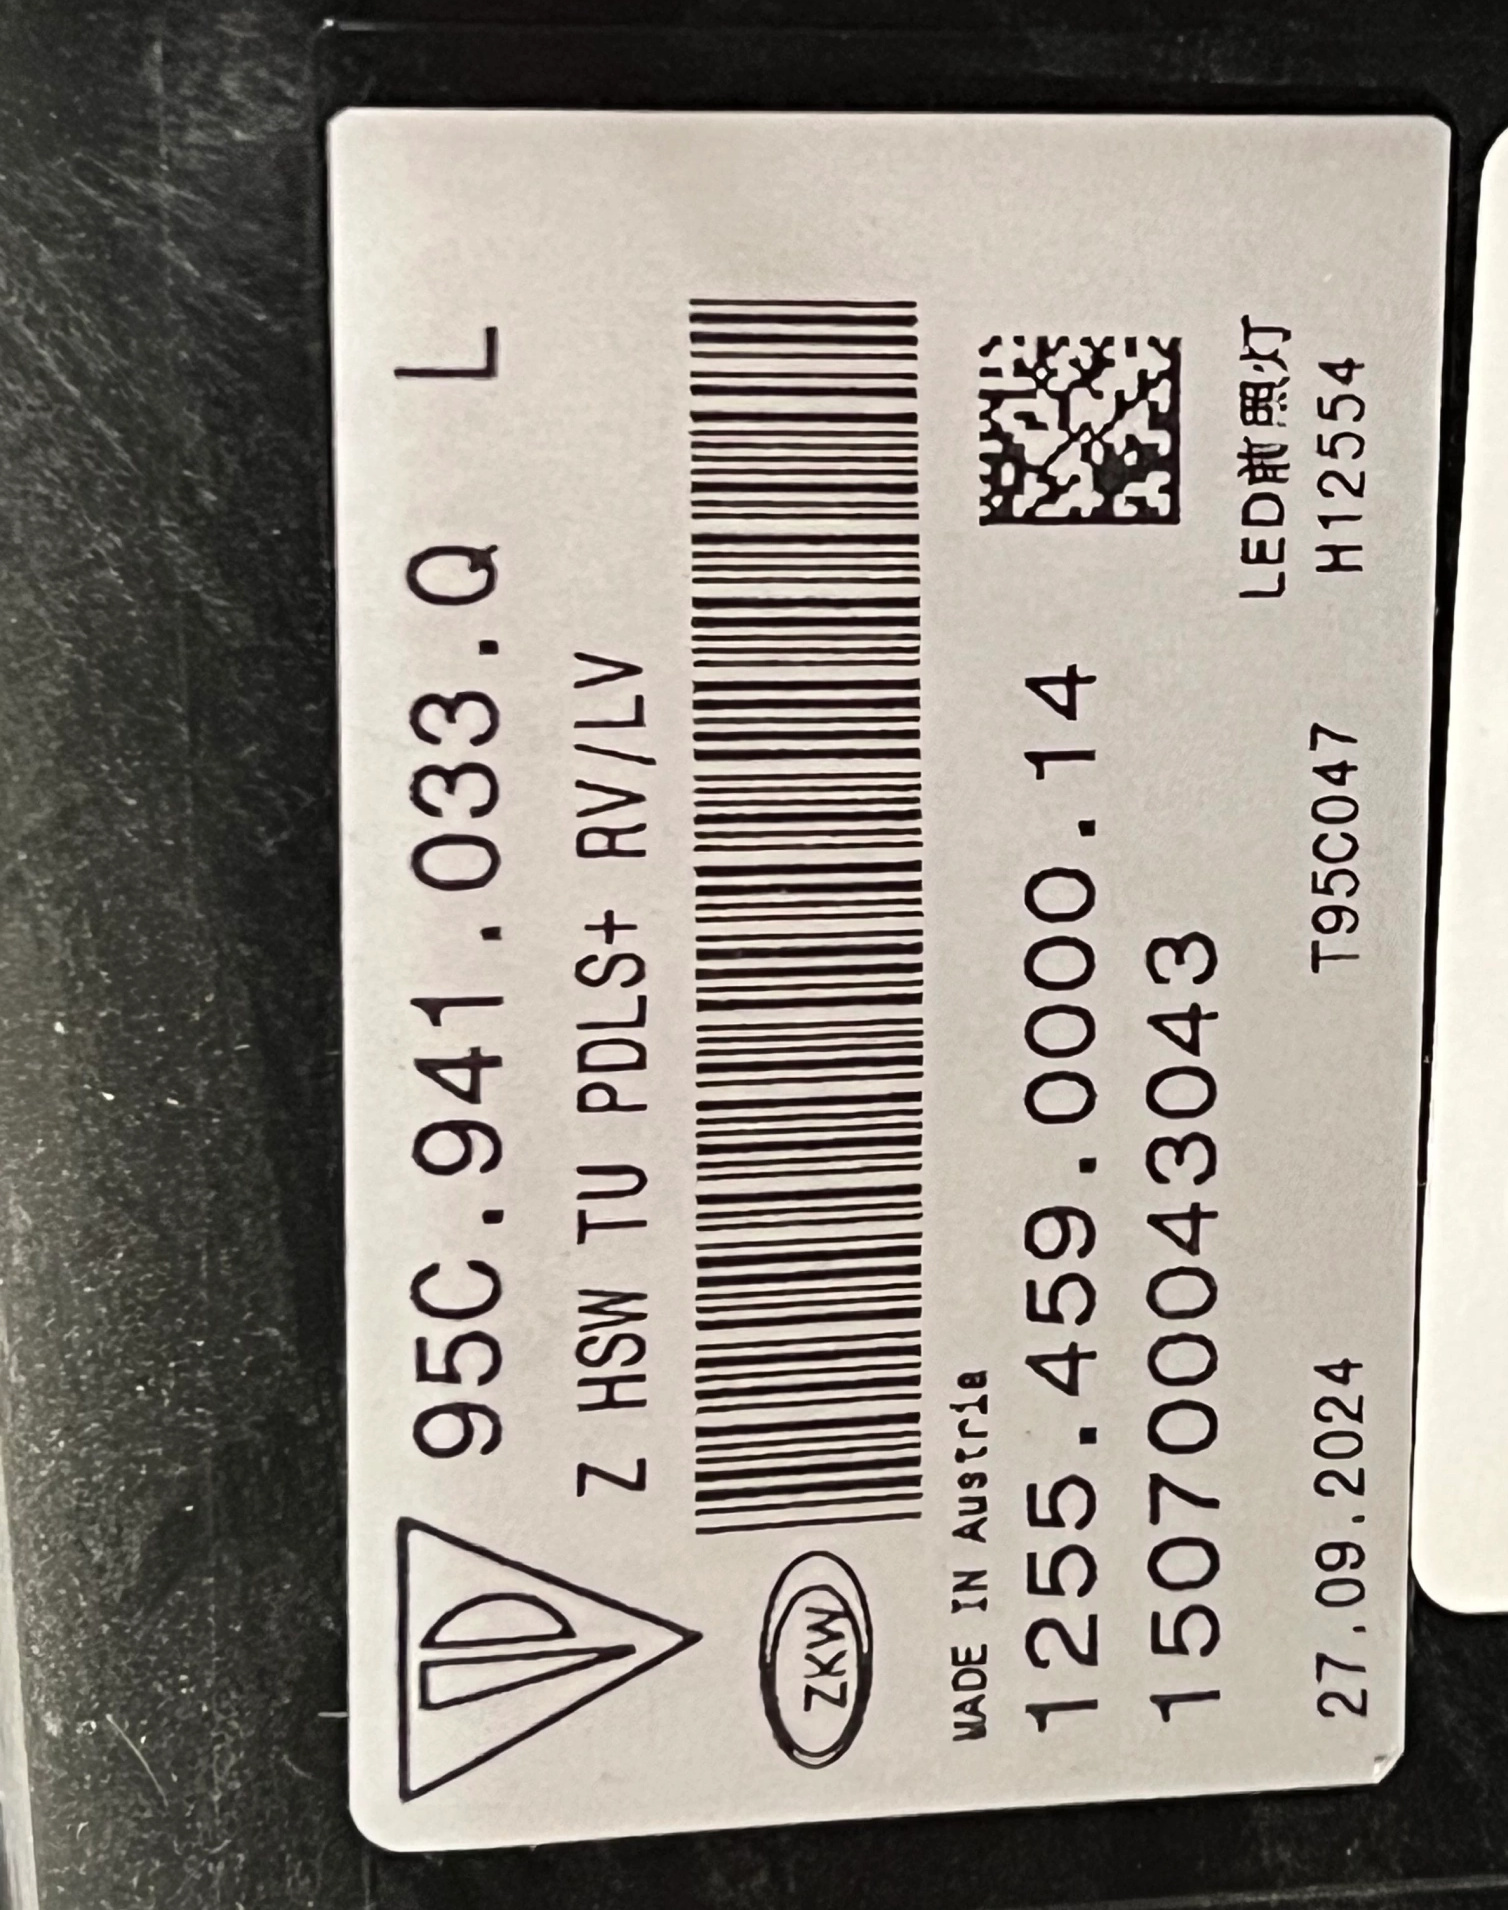 95C.941.033.Q L
Z HSW TU PDLS+ RV/LV
ZKW
MADE IN Austria
1255.459.0000.14
150700043043
LED前照灯
27.09.2024 T95C047 H12554